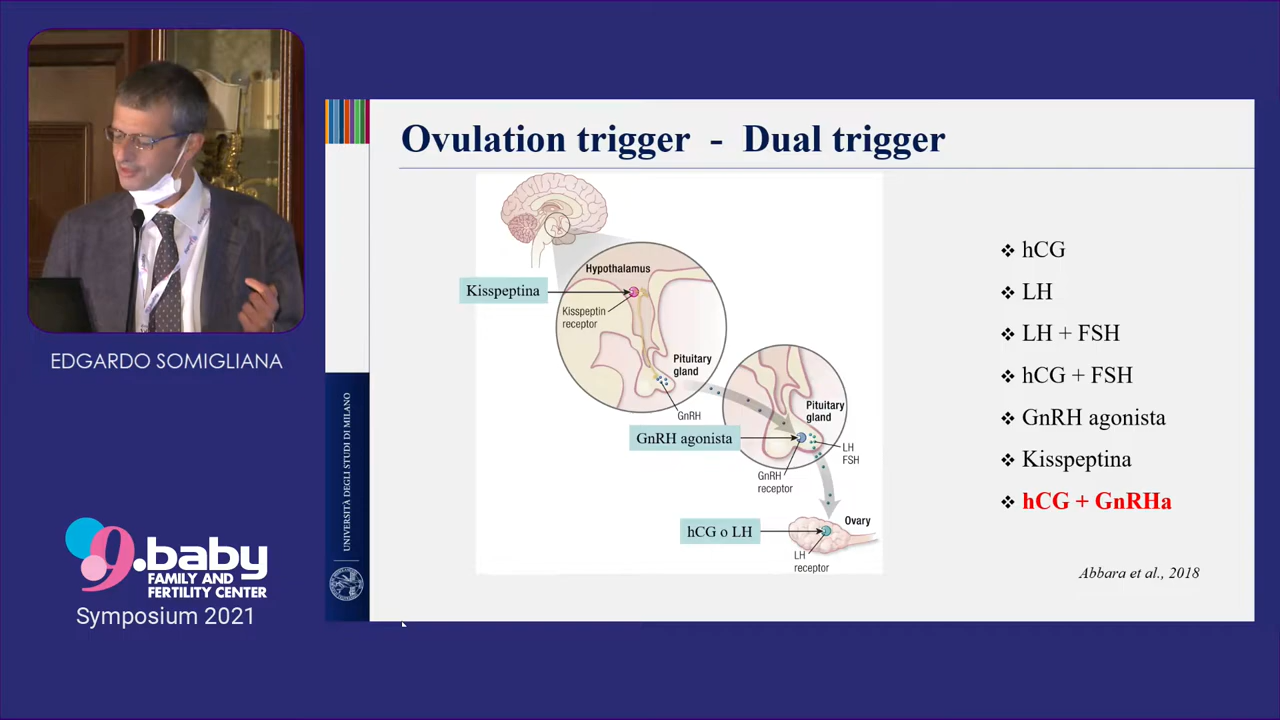 Ovulation trigger - Dual trigger
Hypothalamus
Kisspeptina
Kisspeptin
receptor
Pituitary
gland
GnRH
Pituitary
gland
GnRH agonista
LH
FSH
GnRH
receptor
hCG o LH
Ovary
LH
receptor
❖ hCG
❖ LH
❖ LH + FSH
❖ hCG + FSH
❖ GnRH agonista
❖ Kisspeptina
❖ hCG + GnRHa
Abbara et al., 2018
UNIVERSITÀ DEGLI STUDI DI MILANO
EDGARDO SOMIGLIANA
9.baby
FAMILY AND
FERTILITY CENTER
Symposium 2021